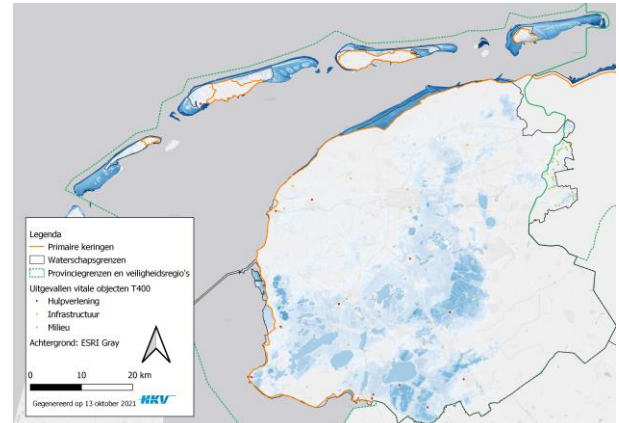 Legenda
Primaire keringen
Waterschapsgrenzen
Provinciegrenzen en veiligheidsregio's
Uitgevallen vitale objecten T400
Hulpverlening
Infrastructuur
Milieu
Achtergrond: ESRI Gray
0 10 20 km
Gegenereerd op 13 oktober 2021 HKV